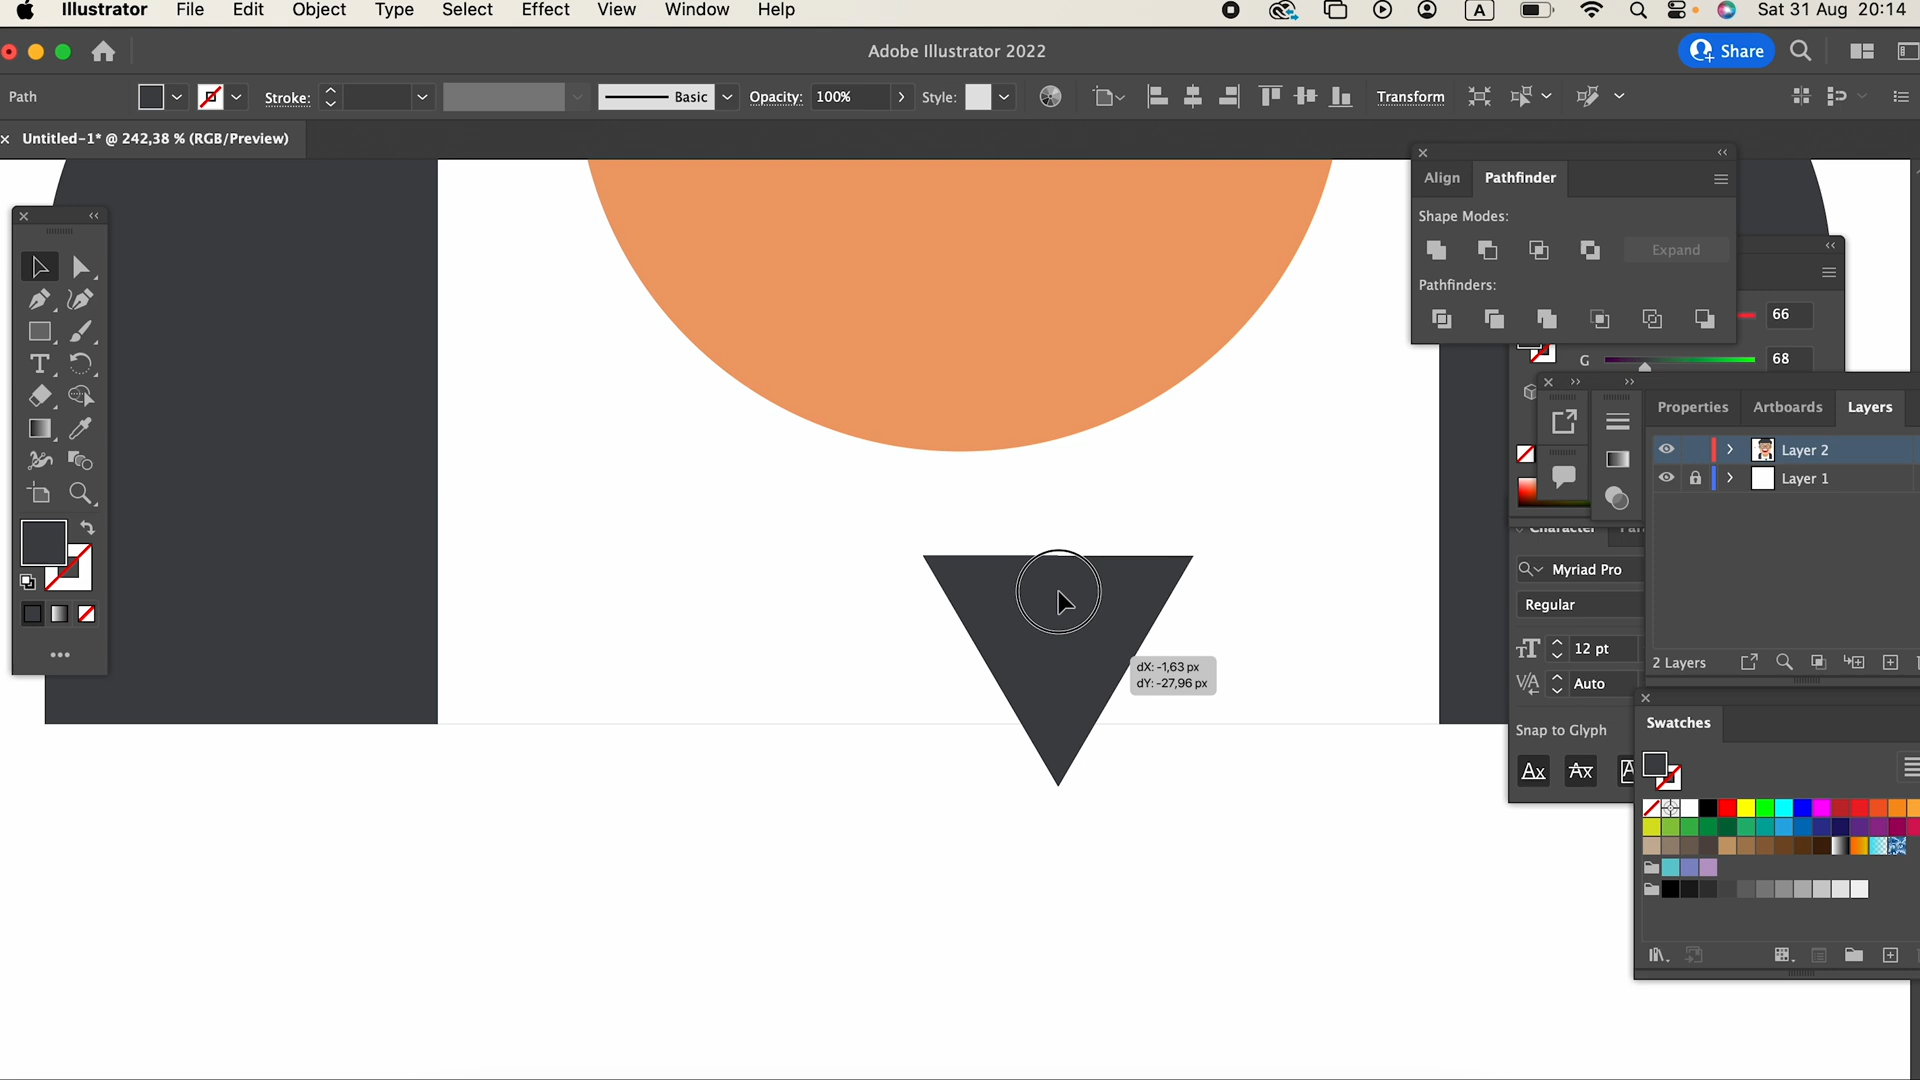 Illustrator File Edit Object Type Select Effect View Window Help A Sat 31 Aug 20:14
Adobe Illustrator 2022 Share
Path Stroke: Basic Opacity: 100% Style: Transform
Untitled-1* @ 242,38 % (RGB/Preview)
Align Pathfinder
Shape Modes:
Expand
Pathfinders:
66
G 68
Properties Artboards Layers
Layer 2
Layer 1
Character
Myriad Pro
Regular
12 pt
2 Layers
Auto
dX: -1,63 px
dY: -27,96 px
Swatches
Snap to Glyph
Ax Ax A